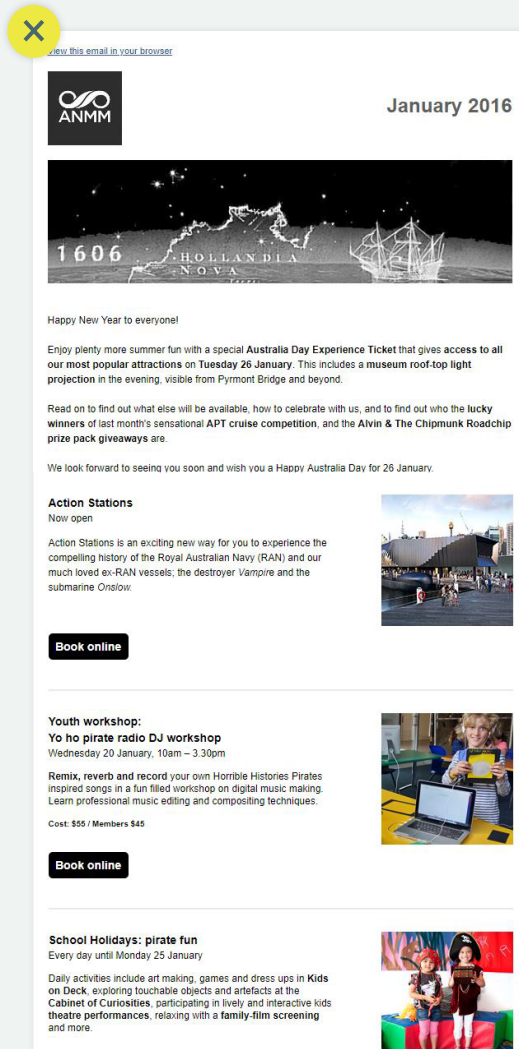 View this email in your browser
ANMM
January 2016
1606
HOLLANDIA
NOVA
Happy New Year to everyone!
Enjoy plenty more summer fun with a special Australia Day Experience Ticket that gives access to all
our most popular attractions on Tuesday 26 January. This includes a museum roof-top light
projection in the evening, visible from Pyrmont Bridge and beyond.
Read on to find out what else will be available, how to celebrate with us, and to find out who the lucky
winners of last month's sensational APT cruise competition, and the Alvin & The Chipmunk Roadchip
prize pack giveaways are.
We look forward to seeing you soon and wish you a Happy Australia Day for 26 January.
Action Stations
Now open
Action Stations is an exciting new way for you to experience the
compelling history of the Royal Australian Navy (RAN) and our
much loved ex-RAN vessels; the destroyer Vampire and the
submarine Onslow.
Book online
Youth workshop:
Yo ho pirate radio DJ workshop
Wednesday 20 January, 10am – 3.30pm
Remix, reverb and record your own Horrible Histories Pirates
inspired songs in a fun filled workshop on digital music making.
Learn professional music editing and compositing techniques.
Cost: $55 / Members $45
Book online
School Holidays: pirate fun
Every day until Monday 25 January
Daily activities include art making, games and dress ups in Kids
on Deck, exploring touchable objects and artefacts at the
Cabinet of Curiosities, participating in lively and interactive kids
theatre performances, relaxing with a family-film screening
and more.